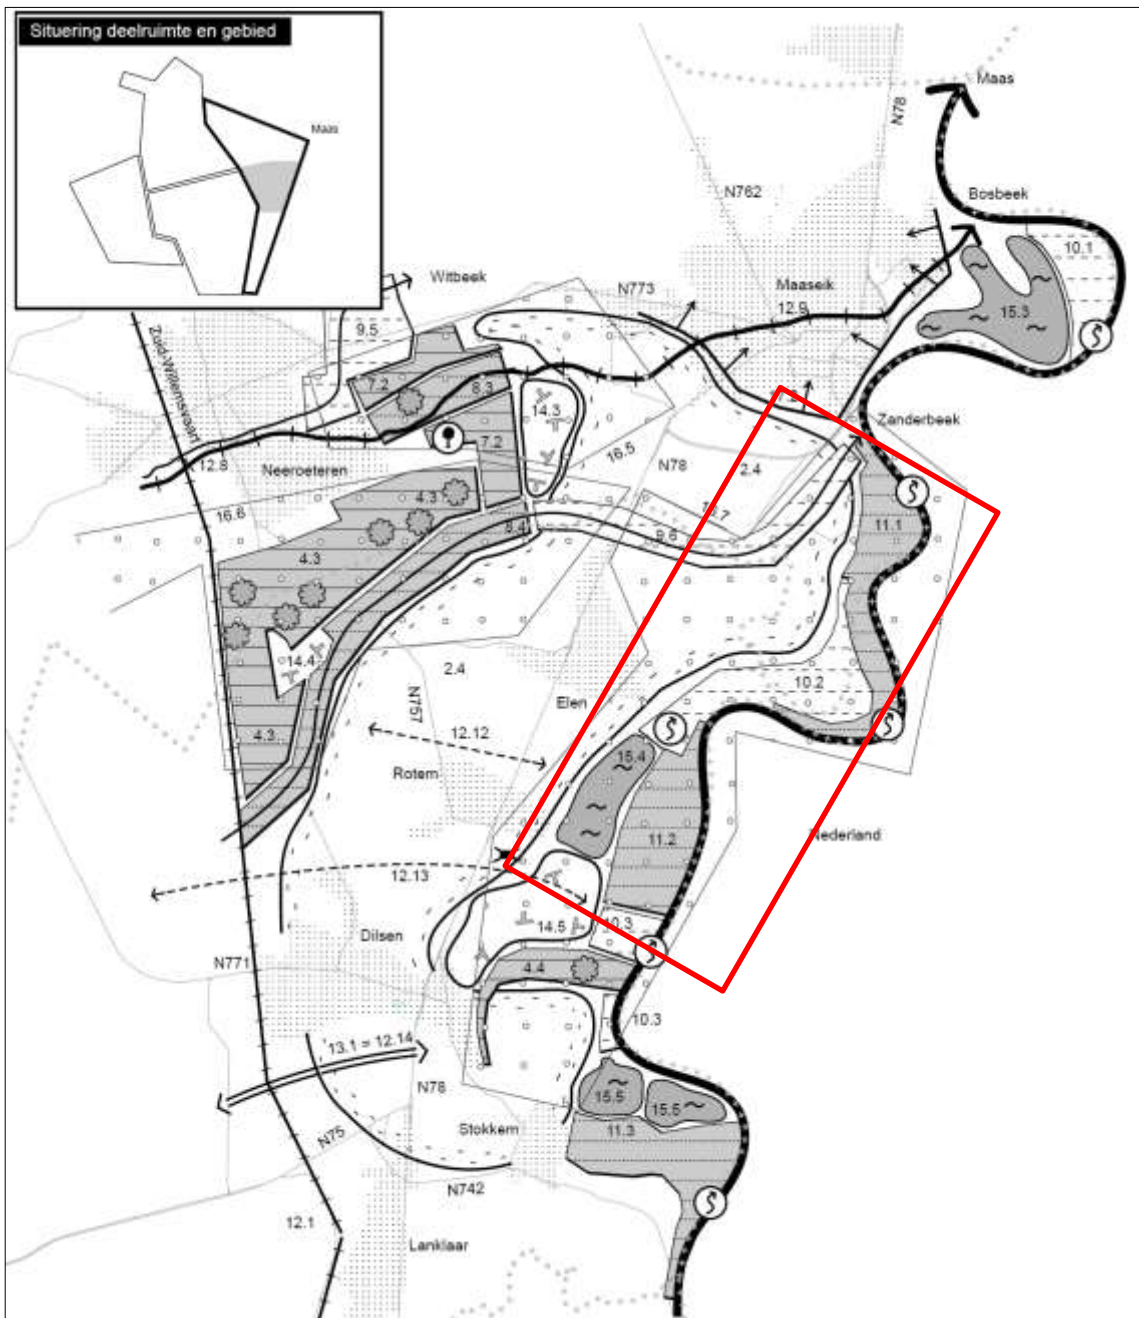 Situering deelruimte en gebied
Maas
Maas
N78
Bosbeek
N762
10.1
Witbeek
N773
Maaseik
12.9
15.3
9.5
Zuid-Willemsvaart
7.2
8.3
14.3
Zanderbeek
7.2
16.5
N78
2.4
12.8
Neeroeteren
4.3
16.6
11.1
9.6
4.3
14.4
2.4
10.2
N757
Elen
4.3
12.12
15.4
Rotem
Nederland
11.2
12.13
14.5
10.3
Dilsen
N771
4.4
10.3
13.1 = 12.14
N78
15.5
15.5
N75
Stokkem
11.3
N742
12.1
Lanklaar